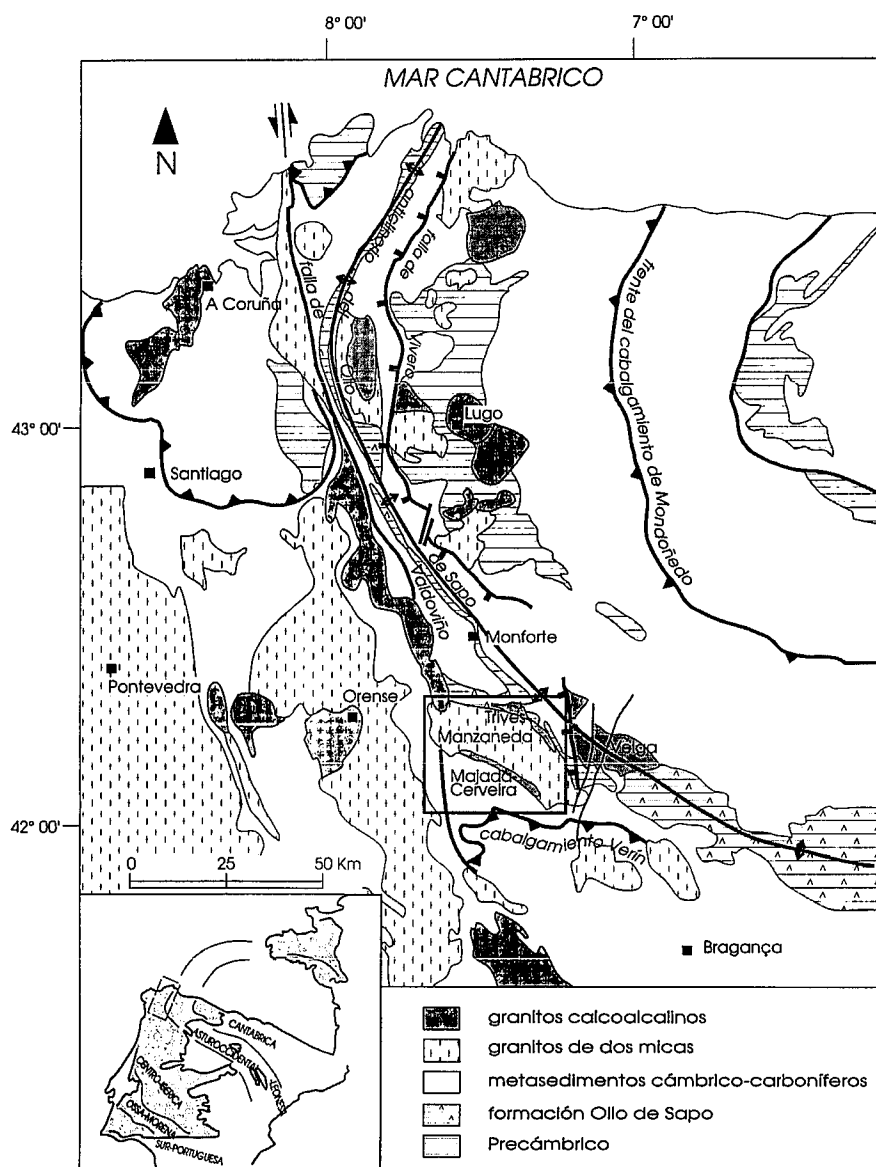 8° 00'
7° 00'
MAR CANTABRICO
N
falla de
anticlinorio
del
Ollo
de Sapo
falla de
Vivero
A Coruña
frente del cabalgamiento de Mondoñedo
43° 00'
Lugo
Santiago
Valdoviño
Monforte
Pontevedra
Orense
Trives
Manzaneda
Veiga
Majada-
Cerveira
42° 00'
cabalgamiento Verín
0 25 50 Km
Bragança
CANTABRICA
ASTUROCCIDENTAL-LEONESA
CENTRO-IBERICA
OSSA-MORENA
SUR-PORTUGUESA
granitos calcoalcalinos
granitos de dos micas
metasedimentos cámbrico-carboníferos
formación Ollo de Sapo
Precámbrico